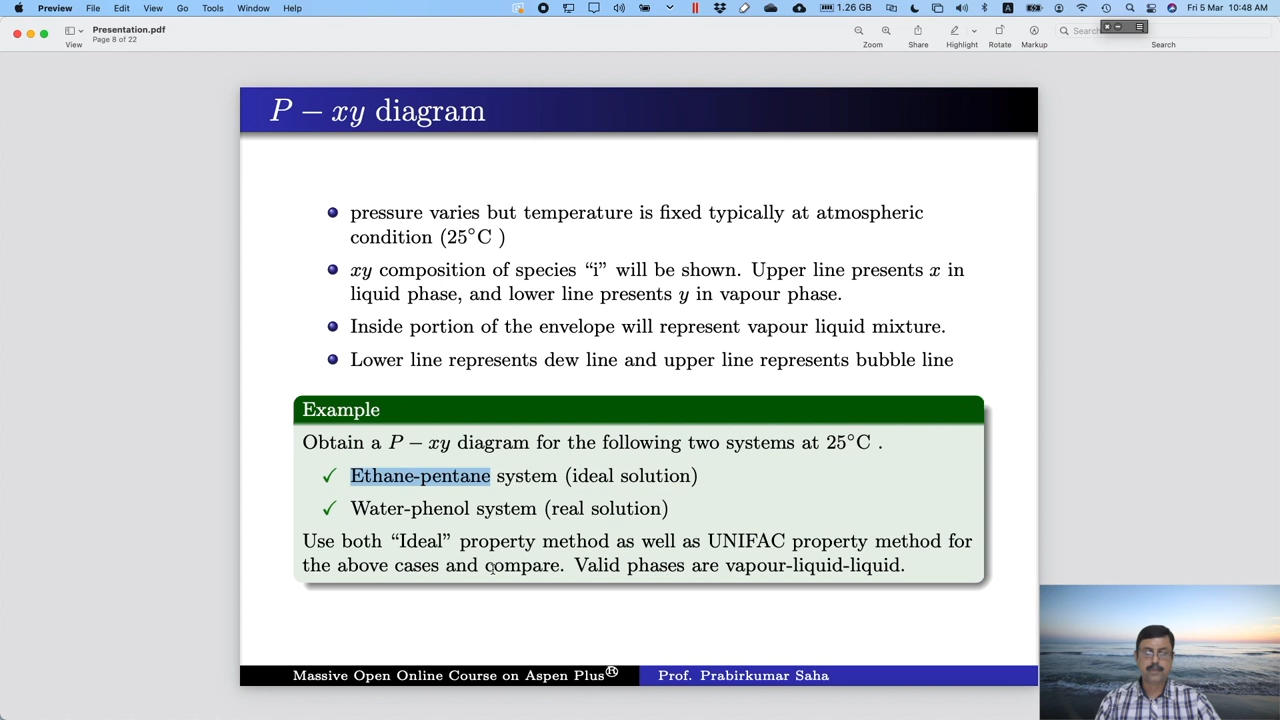 Preview File Edit View Go Tools Window Help 1.26 GB A Fri 5 Mar 10:48 AM
Presentation.pdf
Page 8 of 22
Search
View Zoom Share Highlight Rotate Markup Search
P − xy diagram
pressure varies but temperature is fixed typically at atmospheric
condition (25°C )
xy composition of species “i” will be shown. Upper line presents x in
liquid phase, and lower line presents y in vapour phase.
Inside portion of the envelope will represent vapour liquid mixture.
Lower line represents dew line and upper line represents bubble line
Example
Obtain a P − xy diagram for the following two systems at 25°C .
✓ Ethane-pentane system (ideal solution)
✓ Water-phenol system (real solution)
Use both “Ideal” property method as well as UNIFAC property method for
the above cases and compare. Valid phases are vapour-liquid-liquid.
Massive Open Online Course on Aspen Plus® Prof. Prabirkumar Saha